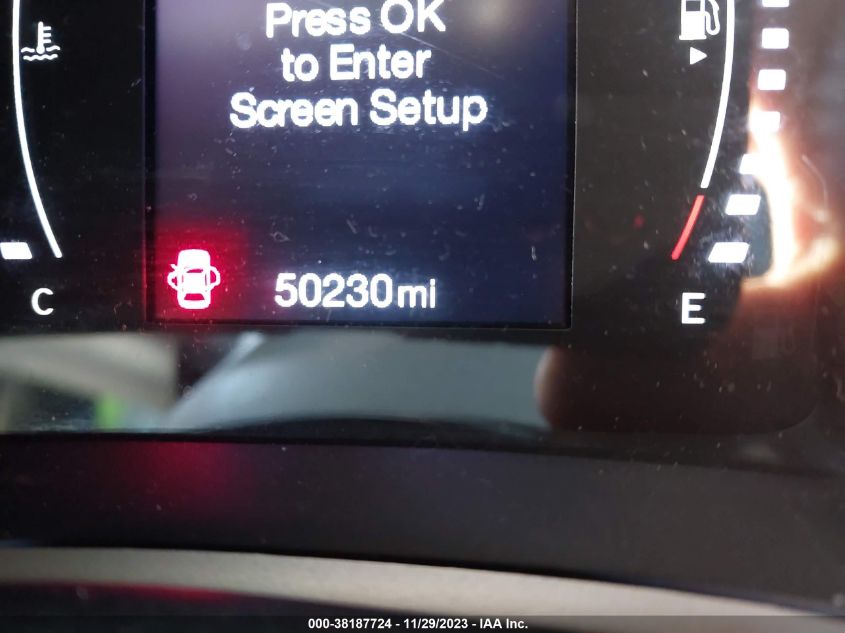 Press OK
to Enter
Screen Setup
50230mi
C
E
000-38187724 - 11/29/2023 - IAA Inc.